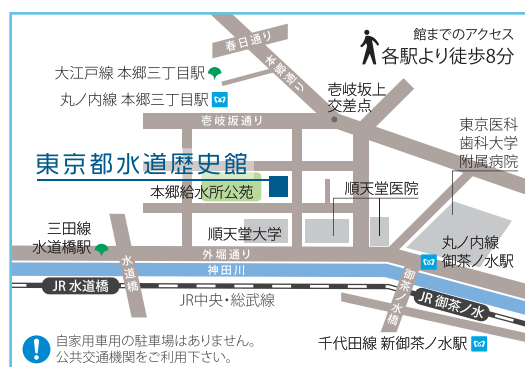 春日通り
本郷通り
館までのアクセス
各駅より徒歩8分
大江戸線 本郷三丁目駅
丸ノ内線 本郷三丁目駅
壱岐坂上
交差点
壱岐坂通り
東京医科
歯科大学
附属病院
東京都水道歴史館
本郷給水所公苑
順天堂医院
順天堂大学
三田線
水道橋駅
外堀通り
丸ノ内線
御茶ノ水駅
神田川
水道橋
御茶ノ水橋
JR 水道橋
JR 御茶ノ水
JR中央・総武線
自家用車用の駐車場はありません。
公共交通機関をご利用下さい。
千代田線 新御茶ノ水駅